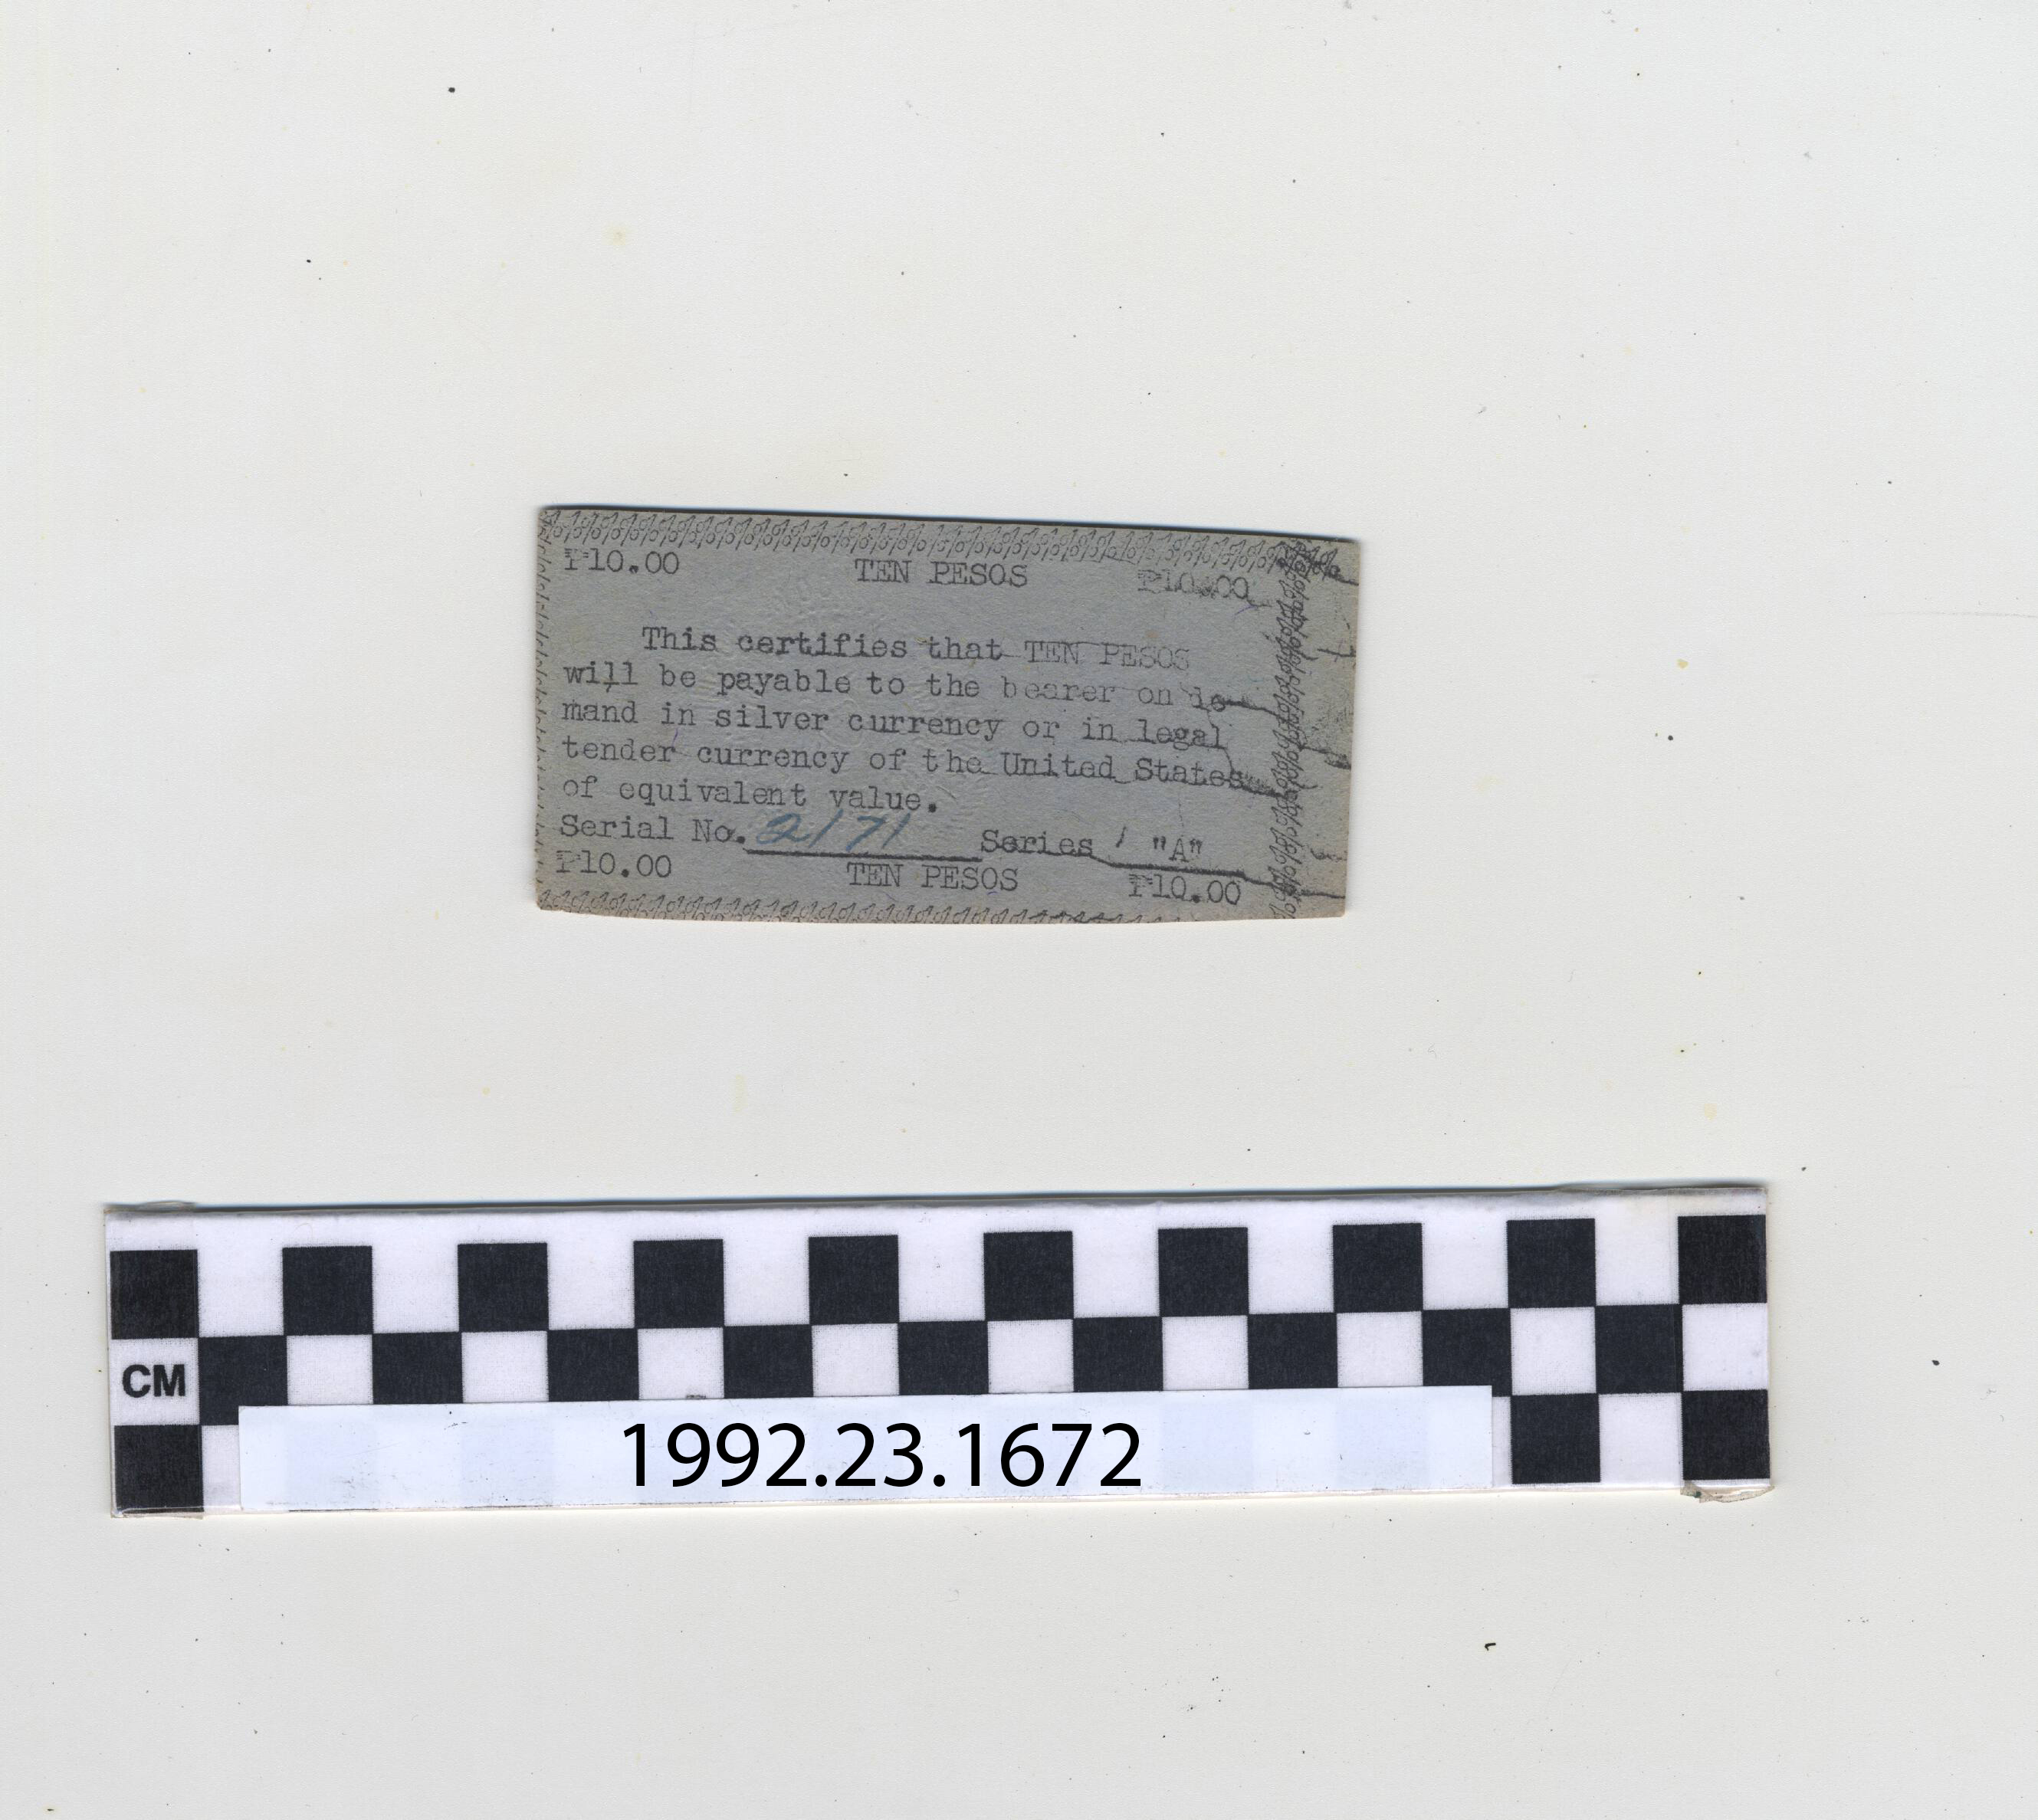 ₱10.00 TEN PESOS ₱10.00
This certifies that TEN PESOS
will be payable to the bearer on de-
mand in silver currency or in legal
tender currency of the United States
of equivalent value.
Serial No. 2171 Series "A"
₱10.00 TEN PESOS ₱10.00
CM
1992.23.1672